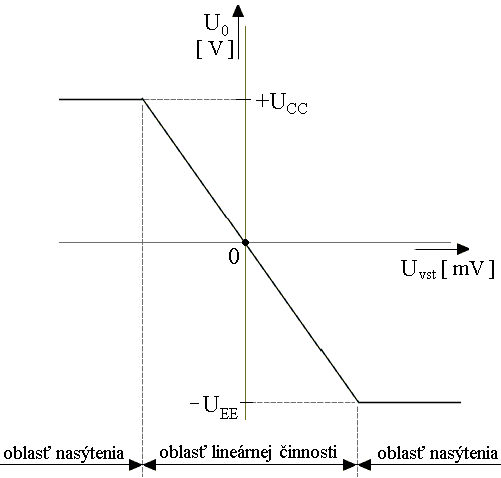 U0
[ V ]
+UCC
0
Uvst [ mV ]
-UEE
oblasť nasýtenia
oblasť lineárnej činnosti
oblasť nasýtenia